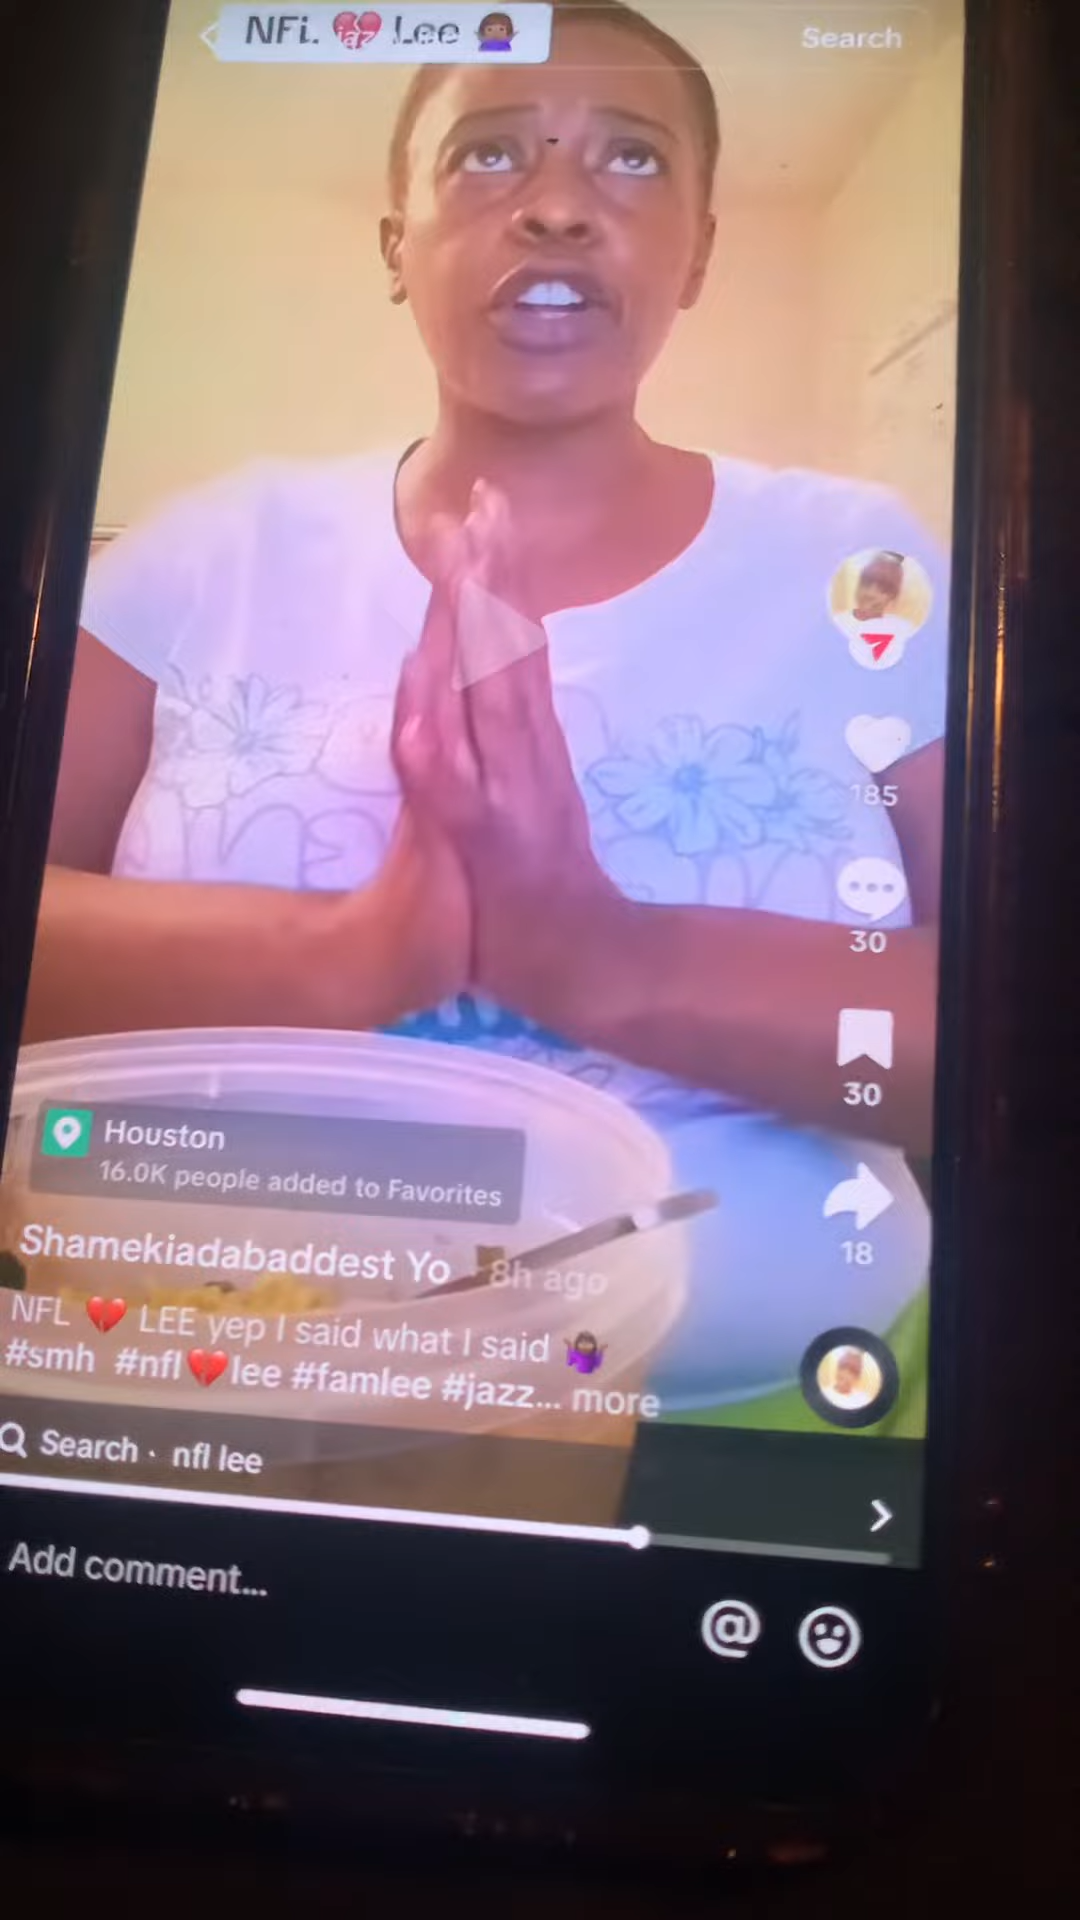 NFi. 💔 Lee 🙅🏾‍♀️
Search
185
30
30
18
Houston
16.0K people added to Favorites
Shamekiadabaddest Yo · 8h ago
NFL 💔 LEE yep I said what I said 🤷🏾‍♀️
#smh #nfl💔lee #famlee #jazz... more
Search · nfl lee
Add comment...
@